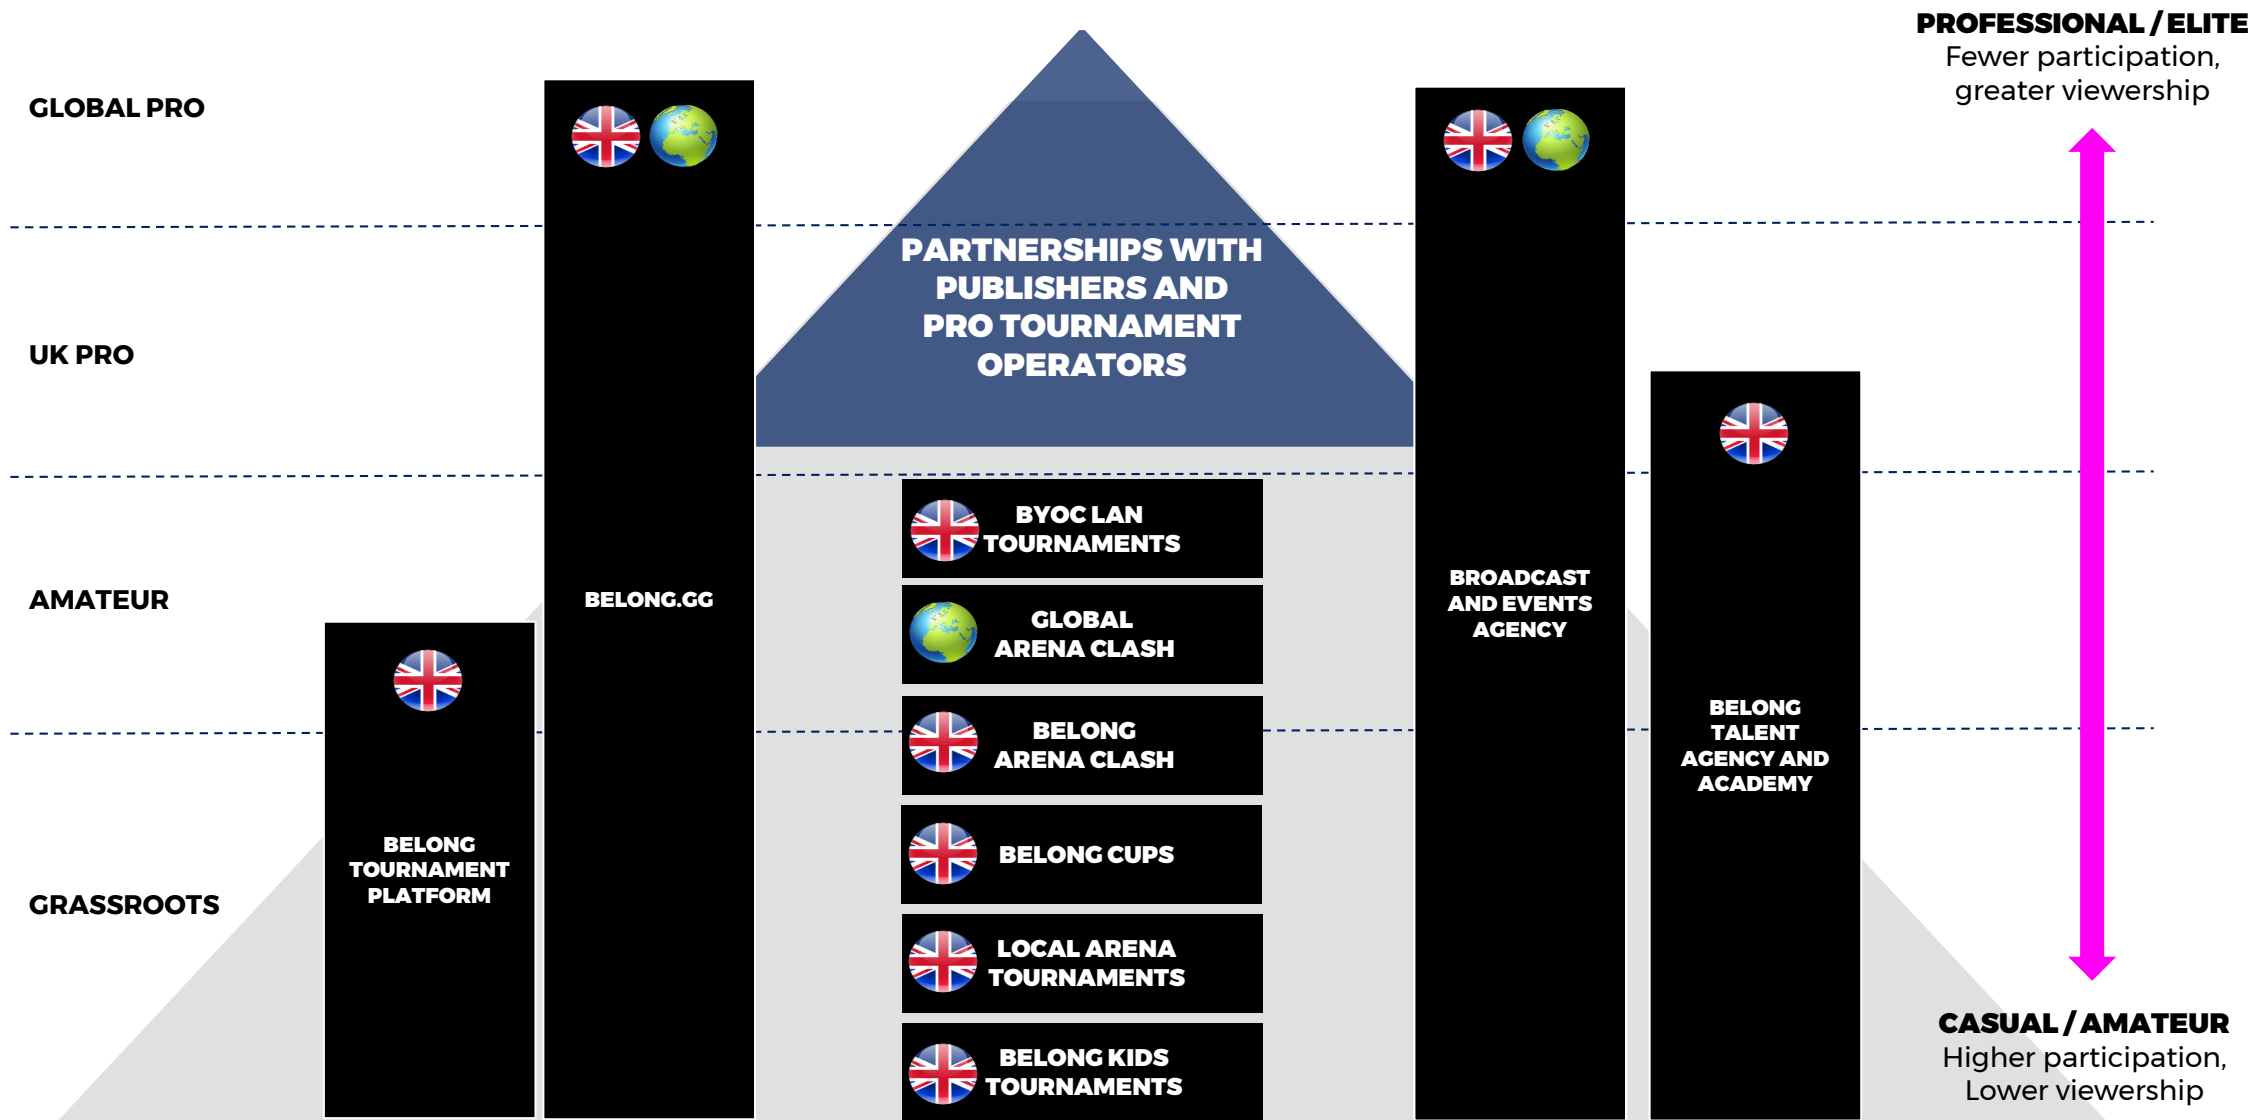 PROFESSIONAL / ELITE
Fewer participation,
greater viewership
GLOBAL PRO
UK PRO
AMATEUR
GRASSROOTS
BELONG
TOURNAMENT
PLATFORM
BELONG.GG
PARTNERSHIPS WITH
PUBLISHERS AND
PRO TOURNAMENT
OPERATORS
BYOC LAN
TOURNAMENTS
GLOBAL
ARENA CLASH
BELONG
ARENA CLASH
BELONG CUPS
LOCAL ARENA
TOURNAMENTS
BELONG KIDS
TOURNAMENTS
BROADCAST
AND EVENTS
AGENCY
BELONG
TALENT
AGENCY AND
ACADEMY
CASUAL / AMATEUR
Higher participation,
Lower viewership